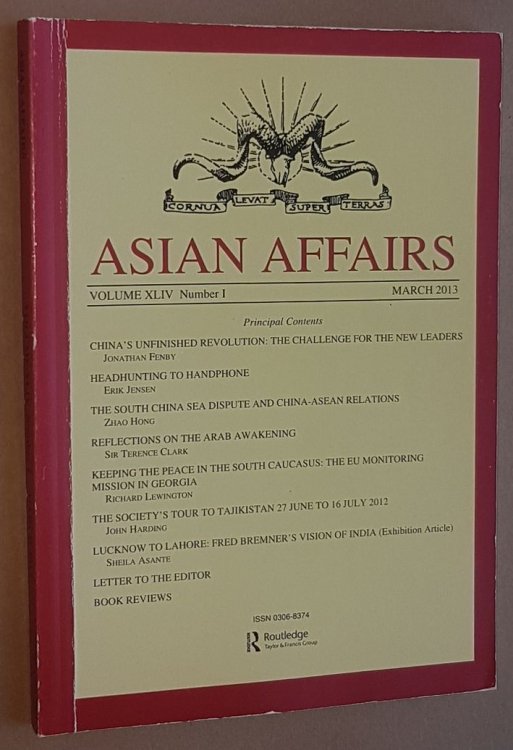 CORNUA LEVAT SUPER TERRAS
ASIAN AFFAIRS
VOLUME XLIV Number I MARCH 2013
Principal Contents
CHINA'S UNFINISHED REVOLUTION: THE CHALLENGE FOR THE NEW LEADERS
JONATHAN FENBY
HEADHUNTING TO HANDPHONE
ERIK JENSEN
THE SOUTH CHINA SEA DISPUTE AND CHINA-ASEAN RELATIONS
ZHAO HONG
REFLECTIONS ON THE ARAB AWAKENING
SIR TERENCE CLARK
KEEPING THE PEACE IN THE SOUTH CAUCASUS: THE EU MONITORING
MISSION IN GEORGIA
RICHARD LEWINGTON
THE SOCIETY'S TOUR TO TAJIKISTAN 27 JUNE TO 16 JULY 2012
JOHN HARDING
LUCKNOW TO LAHORE: FRED BREMNER'S VISION OF INDIA (Exhibition Article)
SHEILA ASANTE
LETTER TO THE EDITOR
BOOK REVIEWS
ISSN 0306-8374
Routledge
Taylor & Francis Group